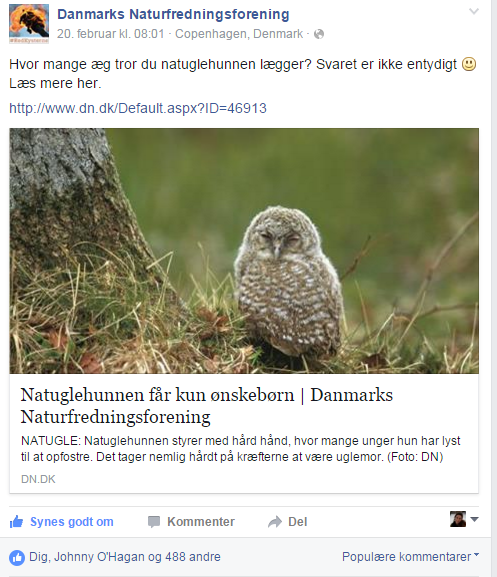 Danmarks Naturfredningsforening
20. februar kl. 08:01 · Copenhagen, Denmark ·
Hvor mange æg tror du natuglehunnen lægger? Svaret er ikke entydigt
Læs mere her.
http://www.dn.dk/Default.aspx?ID=46913
Natuglehunnen får kun ønskebørn | Danmarks
Naturfredningsforening
NATUGLE: Natuglehunnen styrer med hård hånd, hvor mange unger hun har lyst
til at opfostre. Det tager nemlig hårdt på kræfterne at være uglemor. (Foto: DN)
DN.DK
Synes godt om Kommenter Del
Dig, Johnny O'Hagan og 488 andre Populære kommentarer